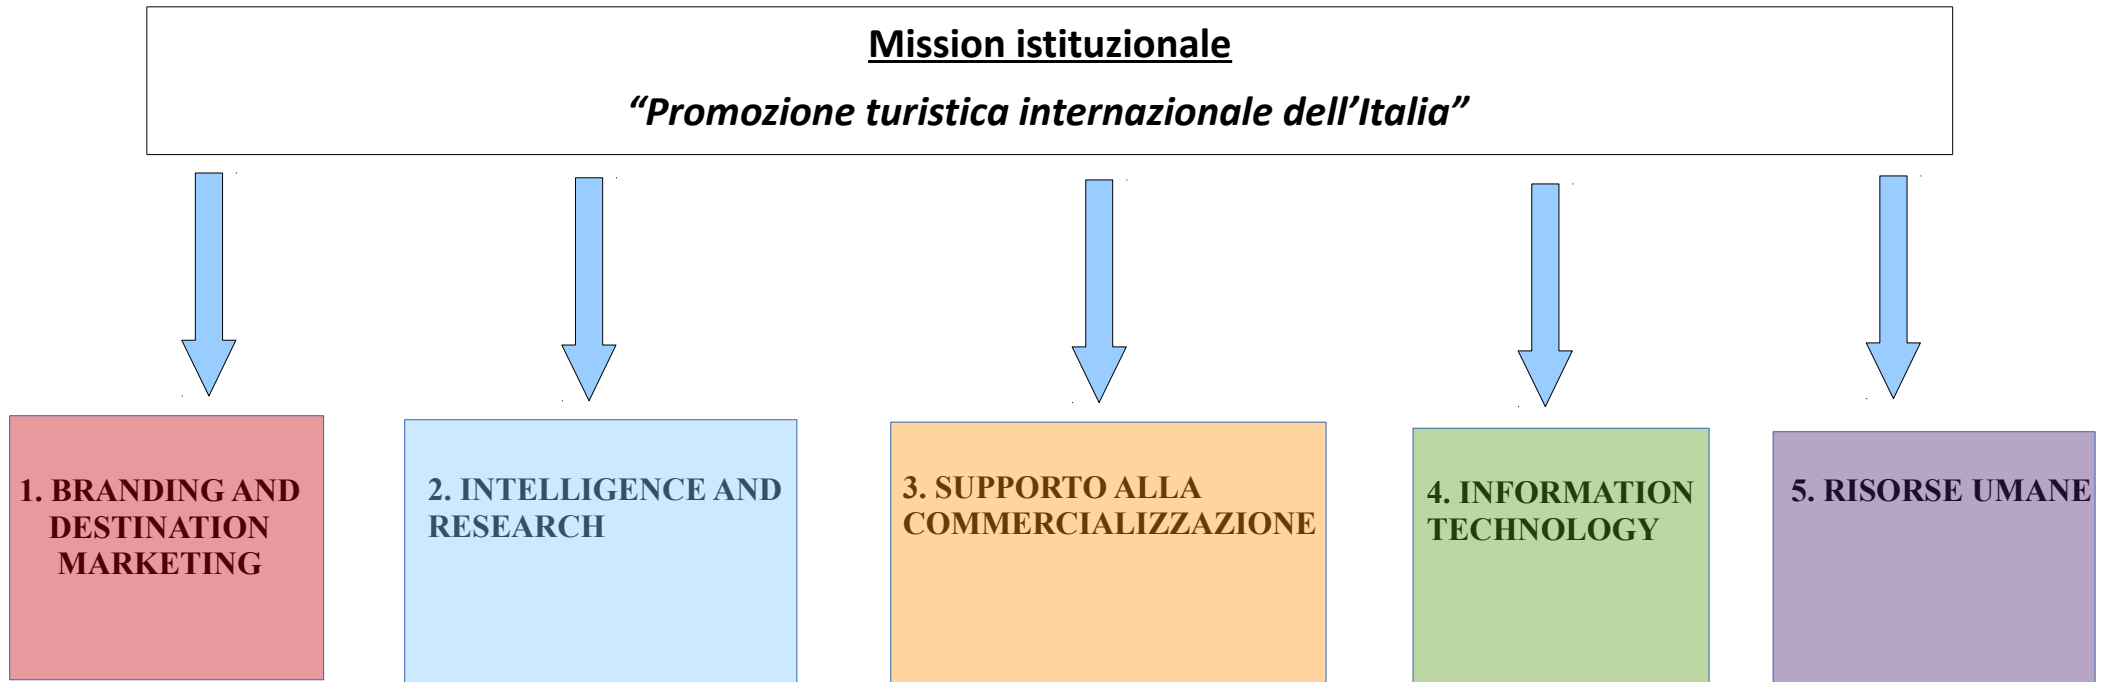 Mission istituzionale
“Promozione turistica internazionale dell’Italia”
1. BRANDING AND
DESTINATION
MARKETING
2. INTELLIGENCE AND
RESEARCH
3. SUPPORTO ALLA
COMMERCIALIZZAZIONE
4. INFORMATION
TECHNOLOGY
5. RISORSE UMANE